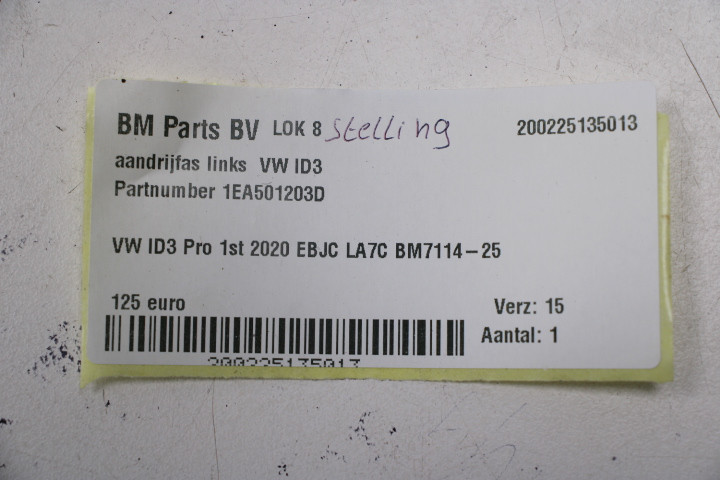 BM Parts BV LOK 8 Stelling 200225135013
aandrijfas links VW ID3
Partnumber 1EA501203D
VW ID3 Pro 1st 2020 EBJC LA7C BM7114-25
125 euro Verz: 15
Aantal: 1
200225135013